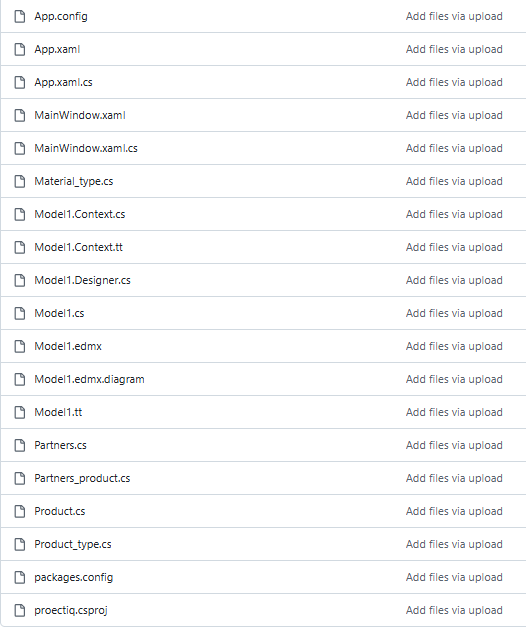 App.config Add files via upload
App.xaml Add files via upload
App.xaml.cs Add files via upload
MainWindow.xaml Add files via upload
MainWindow.xaml.cs Add files via upload
Material_type.cs Add files via upload
Model1.Context.cs Add files via upload
Model1.Context.tt Add files via upload
Model1.Designer.cs Add files via upload
Model1.cs Add files via upload
Model1.edmx Add files via upload
Model1.edmx.diagram Add files via upload
Model1.tt Add files via upload
Partners.cs Add files via upload
Partners_product.cs Add files via upload
Product.cs Add files via upload
Product_type.cs Add files via upload
packages.config Add files via upload
proectiq.csproj Add files via upload